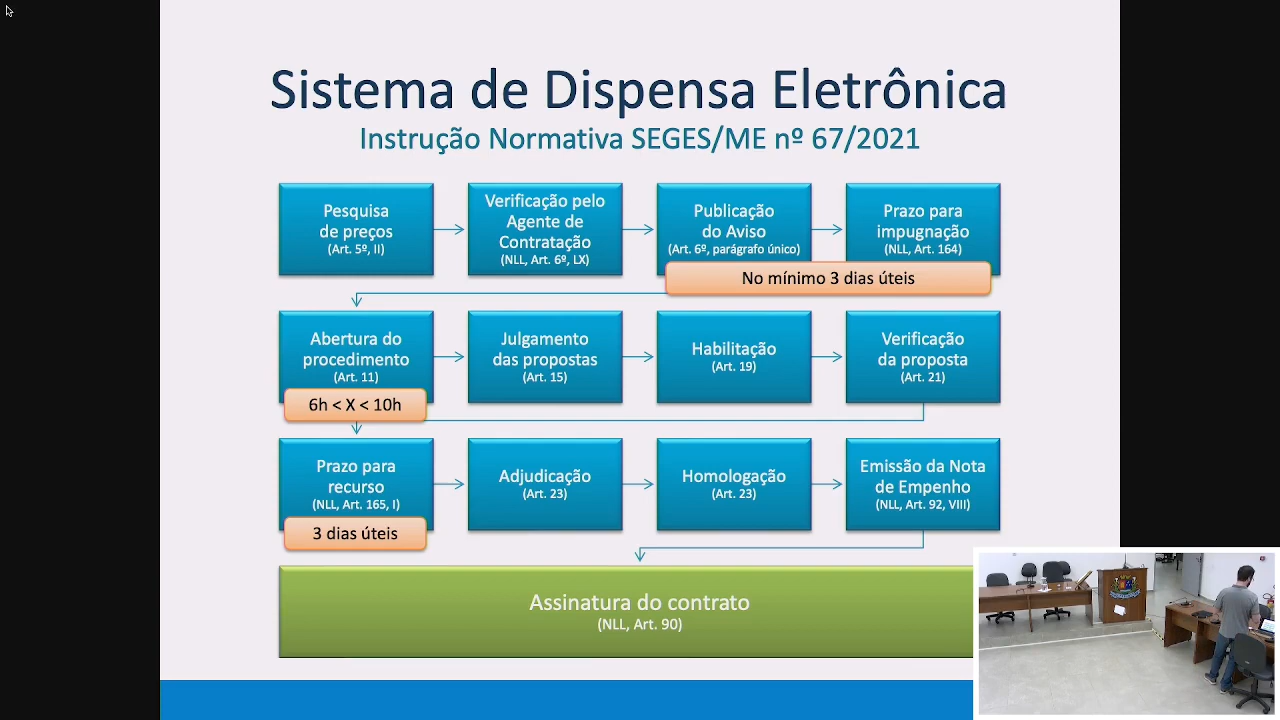 Sistema de Dispensa Eletrônica
Instrução Normativa SEGES/ME nº 67/2021
Pesquisa
de preços
(Art. 5º, II)
Verificação pelo
Agente de
Contratação
(NLL, Art. 6º, LX)
Publicação
do Aviso
(Art. 6º, parágrafo único)
Prazo para
impugnação
(NLL, Art. 164)
No mínimo 3 dias úteis
Abertura do
procedimento
(Art. 11)
6h < X < 10h
Julgamento
das propostas
(Art. 15)
Habilitação
(Art. 19)
Verificação
da proposta
(Art. 21)
Prazo para
recurso
(NLL, Art. 165, I)
3 dias úteis
Adjudicação
(Art. 23)
Homologação
(Art. 23)
Emissão da Nota
de Empenho
(NLL, Art. 92, VIII)
Assinatura do contrato
(NLL, Art. 90)